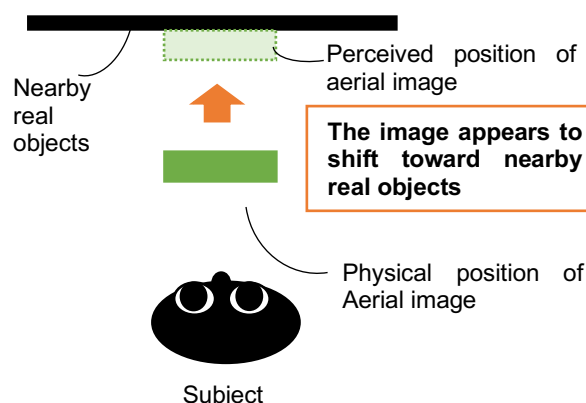 Perceived position of
aerial image
Nearby
real
objects
The image appears to
shift toward nearby
real objects
Physical position of
Aerial image
Subject